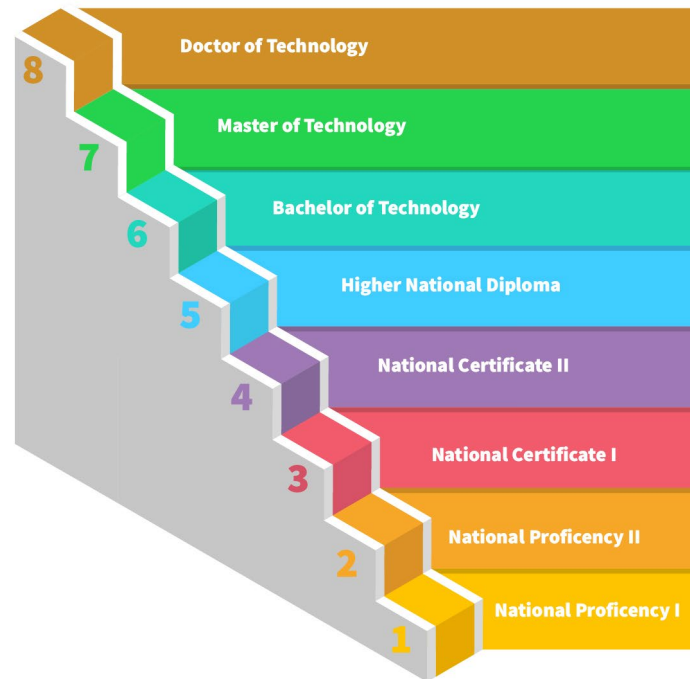 8
Doctor of Technology
7
Master of Technology
6
Bachelor of Technology
5
Higher National Diploma
4
National Certificate II
3
National Certificate I
2
National Proficency II
1
National Proficency I